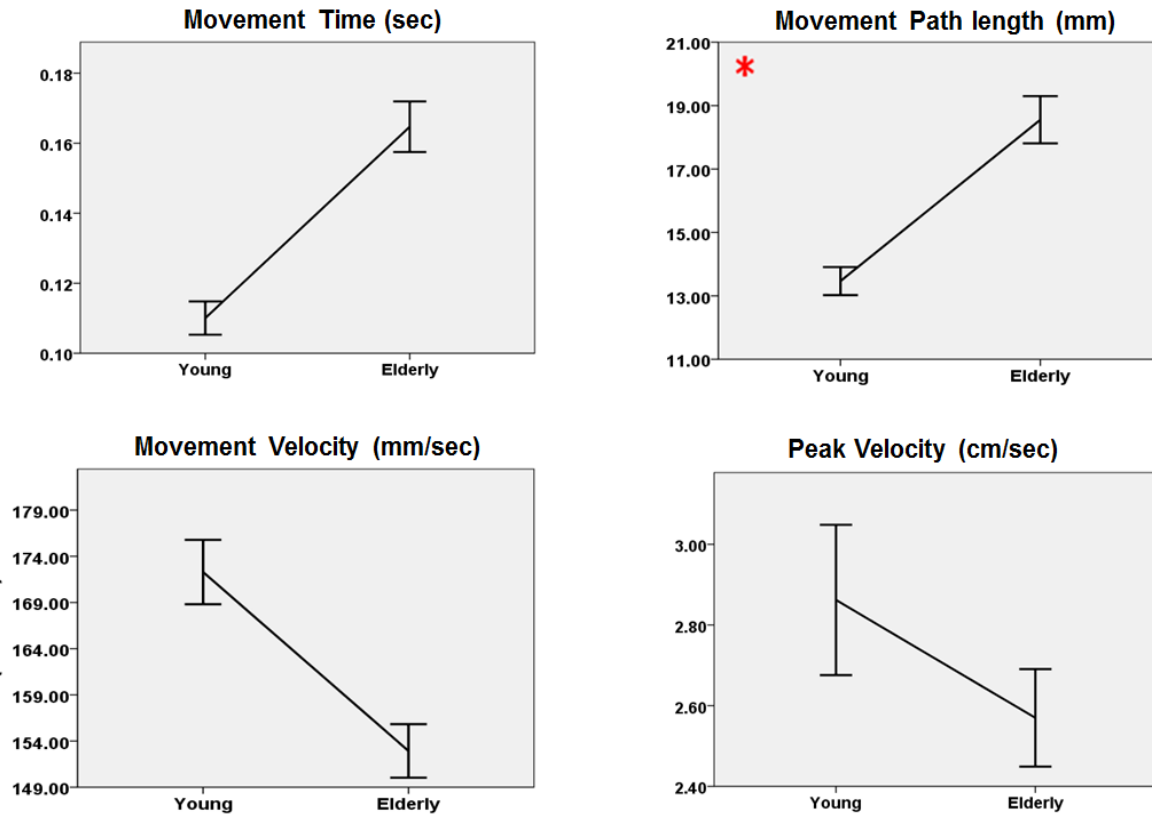 Movement Time (sec)
0.18
0.16
0.14
0.12
0.10
Young Elderly
Movement Path length (mm)
21.00
*
19.00
17.00
15.00
13.00
11.00
Young Elderly
Movement Velocity (mm/sec)
179.00
174.00
169.00
164.00
159.00
154.00
149.00
Young Elderly
Peak Velocity (cm/sec)
3.00
2.80
2.60
2.40
Young Elderly